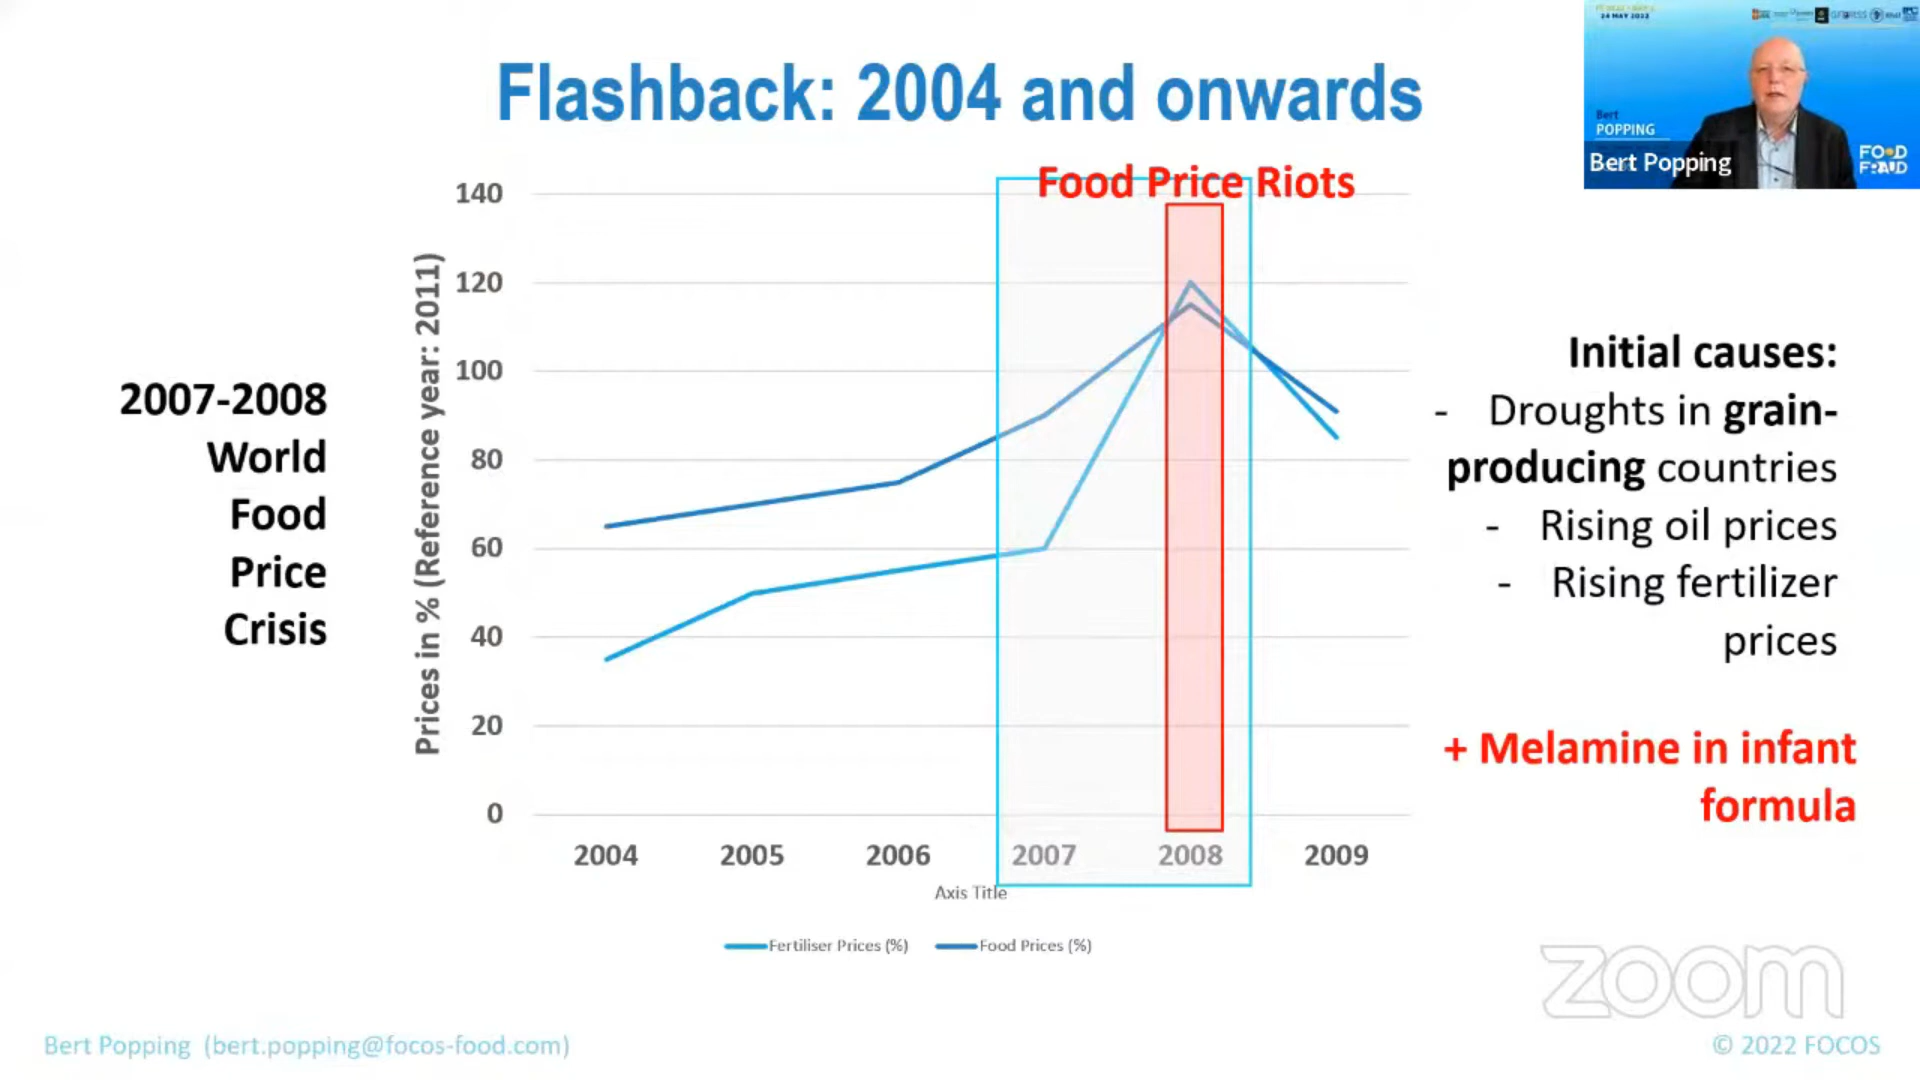 Flashback: 2004 and onwards
24 MAY 2022
Bert
POPPING
Bert Popping
FOOD
FRAUD
Food Price Riots
2007-2008
World
Food
Price
Crisis
Prices in % (Reference year: 2011)
140
120
100
80
60
40
20
0
2004 2005 2006 2007 2008 2009
Axis Title
Fertiliser Prices (%) Food Prices (%)
Initial causes:
- Droughts in grain-
producing countries
- Rising oil prices
- Rising fertilizer
prices
+ Melamine in infant
formula
zoom
Bert Popping (bert.popping@focos-food.com)
© 2022 FOCOS